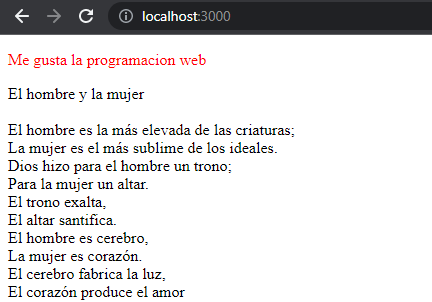 localhost:3000
Me gusta la programacion web
El hombre y la mujer
El hombre es la más elevada de las criaturas;
La mujer es el más sublime de los ideales.
Dios hizo para el hombre un trono;
Para la mujer un altar.
El trono exalta,
El altar santifica.
El hombre es cerebro,
La mujer es corazón.
El cerebro fabrica la luz,
El corazón produce el amor